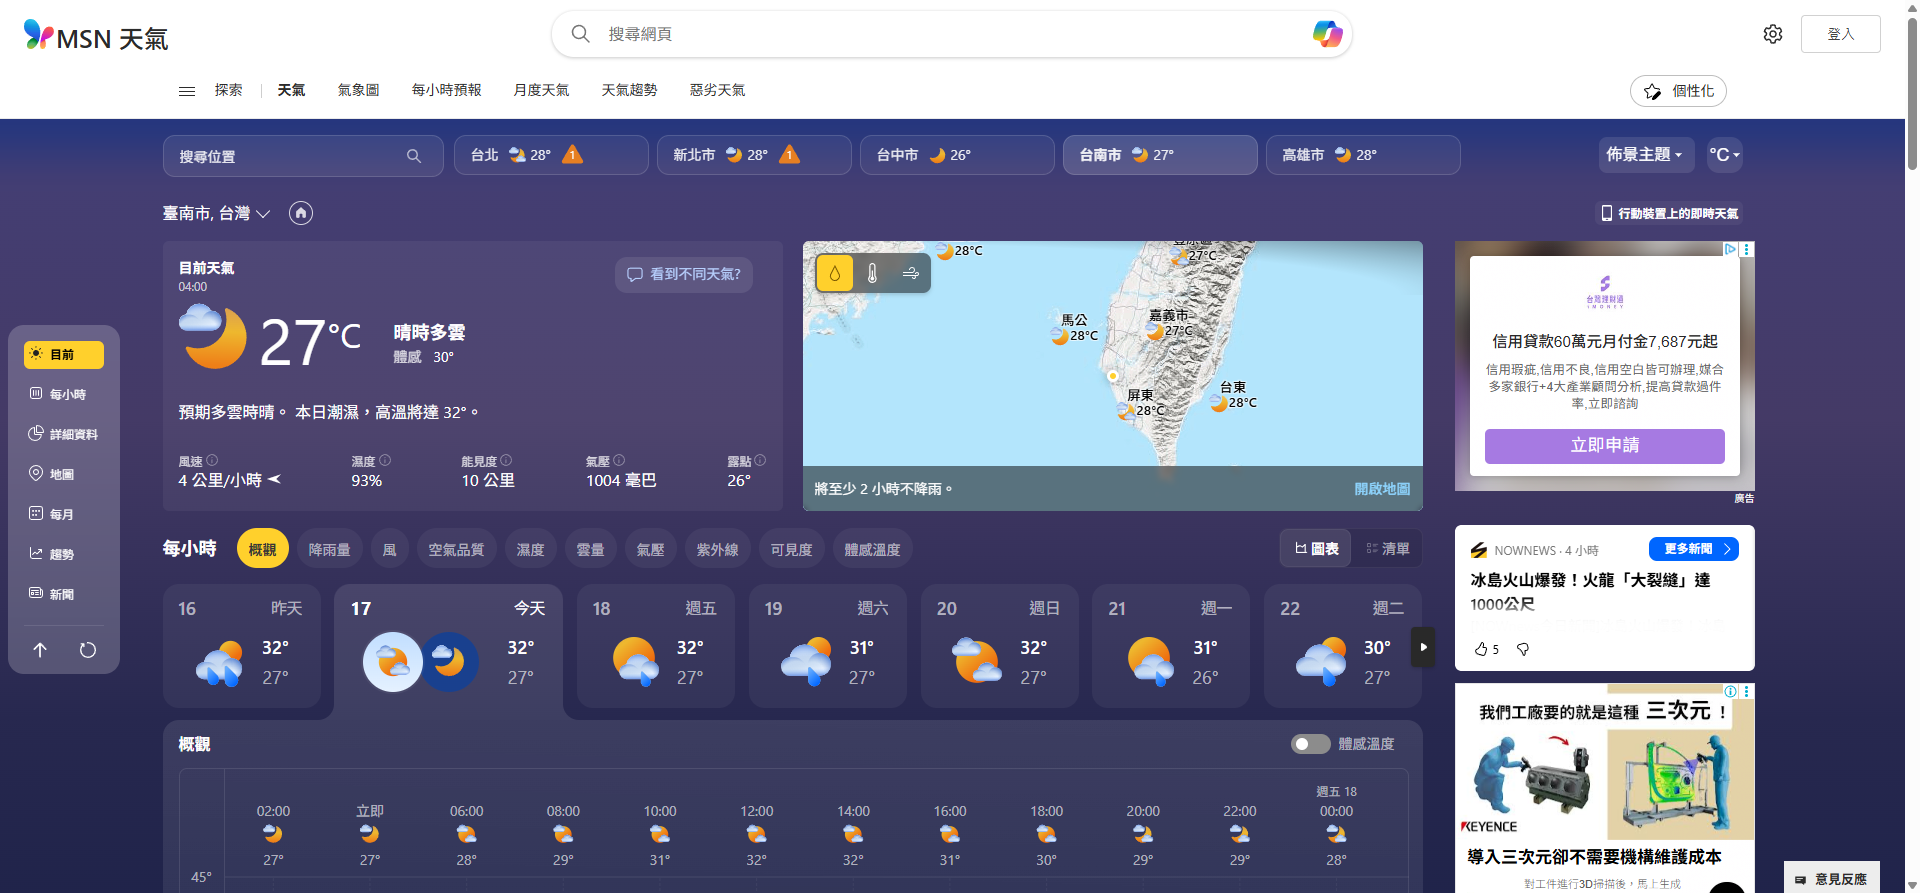 MSN 天氣
搜尋網頁
登入
探索
天氣
氣象圖
每小時預報
月度天氣
天氣趨勢
惡劣天氣
個性化
搜尋位置
台北 28° 1
新北市 28° 1
台中市 26°
台南市 27°
高雄市 28°
佈景主題
°C
臺南市, 台灣
行動裝置上的即時天氣
目前
每小時
詳細資料
地圖
每月
趨勢
新聞
目前天氣
04:00
看到不同天氣?
27°C
晴時多雲
體感 30°
預期多雲時晴。 本日潮濕，高溫將達 32°。
風速
4 公里/小時
濕度
93%
能見度
10 公里
氣壓
1004 毫巴
露點
26°
28°C
27°C
馬公
28°C
嘉義市
27°C
台東
28°C
屏東
28°C
將至少 2 小時不降雨。
開啟地圖
台灣理財通
IMONEY
信用貸款60萬元月付金7,687元起
信用瑕疵,信用不良,信用空白皆可辦理,媒合
多家銀行+4大產業顧問分析,提高貸款過件
率,立即諮詢
立即申請
廣告
每小時
概觀
降雨量
風
空氣品質
濕度
雲量
氣壓
紫外線
可見度
體感溫度
圖表
清單
16 昨天
32°
27°
17 今天
32°
27°
18 週五
32°
27°
19 週六
31°
27°
20 週日
32°
27°
21 週一
31°
26°
22 週二
30°
27°
NOWNEWS · 4 小時
更多新聞
冰島火山爆發！火龍「大裂縫」達
1000公尺
5
概觀
體感溫度
週五 18
02:00 立即 06:00 08:00 10:00 12:00 14:00 16:00 18:00 20:00 22:00 00:00
27° 27° 28° 29° 31° 32° 32° 31° 30° 29° 29° 28°
45°
我們工廠要的就是這種 三次元！
KEYENCE
導入三次元卻不需要機構維護成本
對工件進行3D掃描後，馬上生成
意見反應